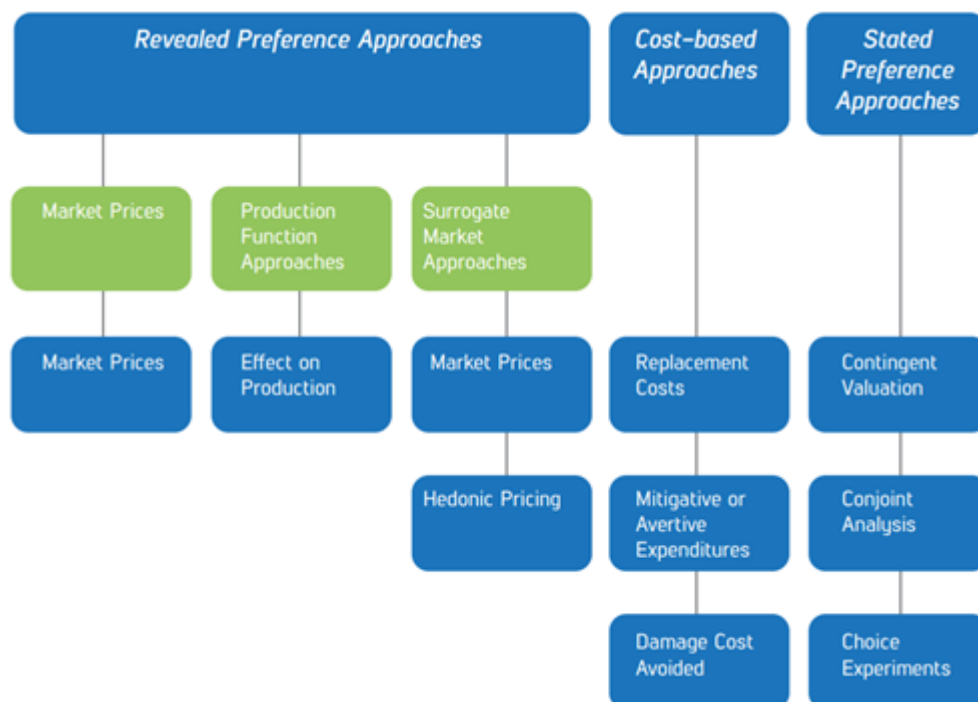 Revealed Preference Approaches
Cost-based
Approaches
Stated
Preference
Approaches
Market Prices
Production
Function
Approaches
Surrogate
Market
Approaches
Market Prices
Effect on
Production
Market Prices
Replacement
Costs
Contingent
Valuation
Hedonic Pricing
Mitigative or
Avertive
Expenditures
Conjoint
Analysis
Damage Cost
Avoided
Choice
Experiments